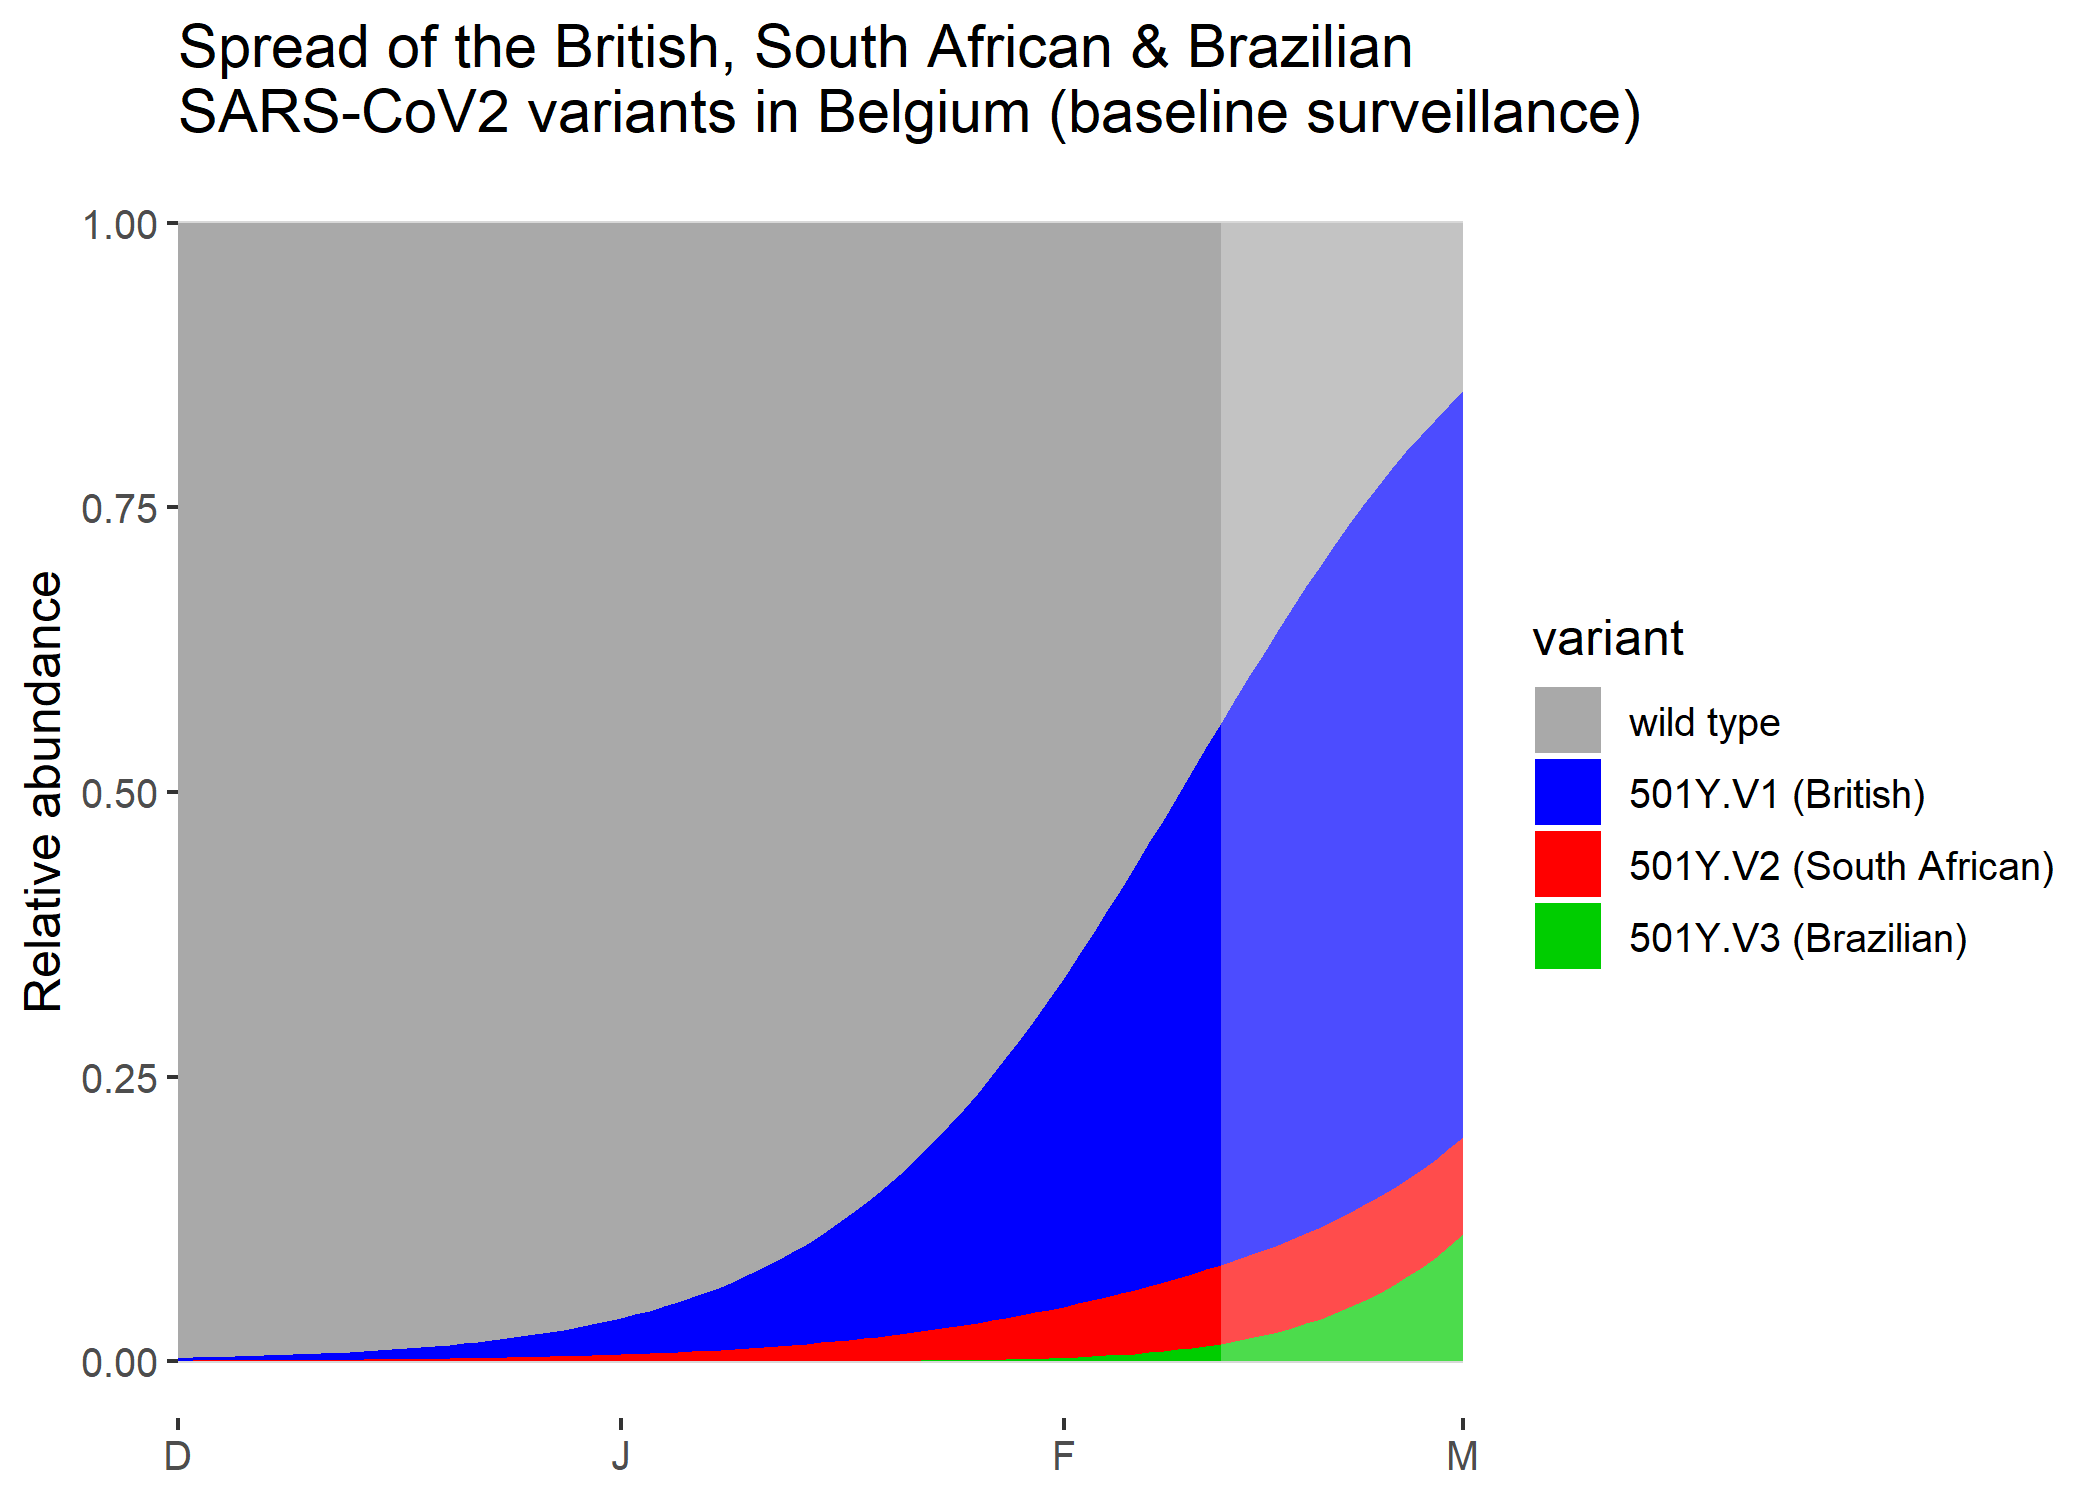 Spread of the British, South African & Brazilian
SARS-CoV2 variants in Belgium (baseline surveillance)
Relative abundance
1.00
0.75
0.50
0.25
0.00
D
J
F
M
variant
wild type
501Y.V1 (British)
501Y.V2 (South African)
501Y.V3 (Brazilian)